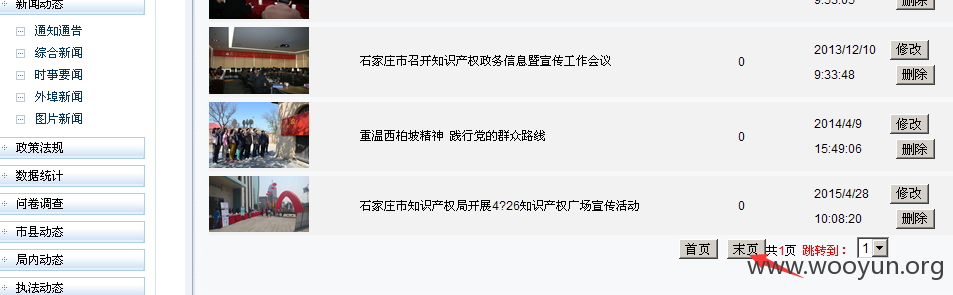 新闻动态
通知通告
综合新闻
时事要闻
外埠新闻
图片新闻
政策法规
数据统计
问卷调查
市县动态
局内动态
执法动态
删除
石家庄市召开知识产权政务信息暨宣传工作会议 0 2013/12/10 9:33:48 修改 删除
重温西柏坡精神 践行党的群众路线 0 2014/4/9 15:49:06 修改 删除
石家庄市知识产权局开展4?26知识产权广场宣传活动 0 2015/4/28 10:08:20 修改 删除
首页 末页 共1页 跳转到： 1
www.wooyun.org